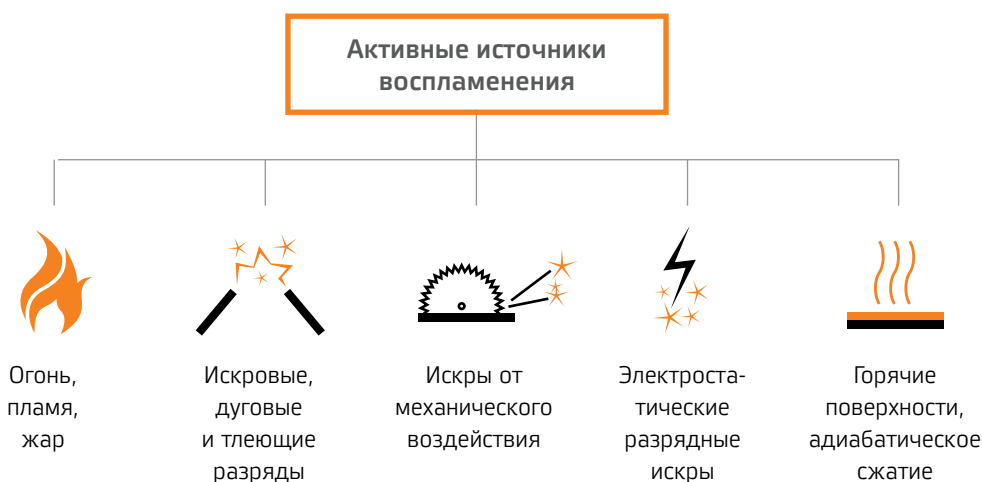 Активные источники
воспламенения
Огонь,
пламя,
жар
Искровые,
дуговые
и тлеющие
разряды
Искры от
механического
воздействия
Электроста-
тические
разрядные
искры
Горячие
поверхности,
адиабатическое
сжатие